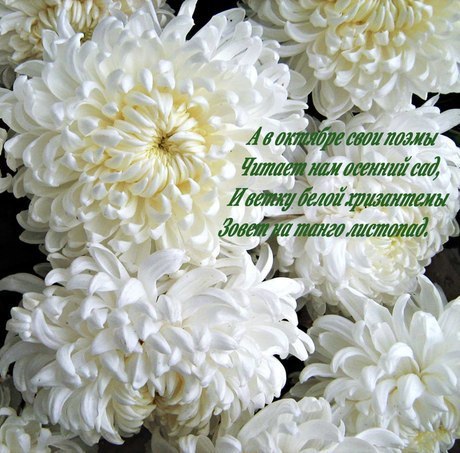 А в октябре свои поэмы
Читает нам осенний сад,
И ветку белой хризантемы
Зовет на танго листопад.